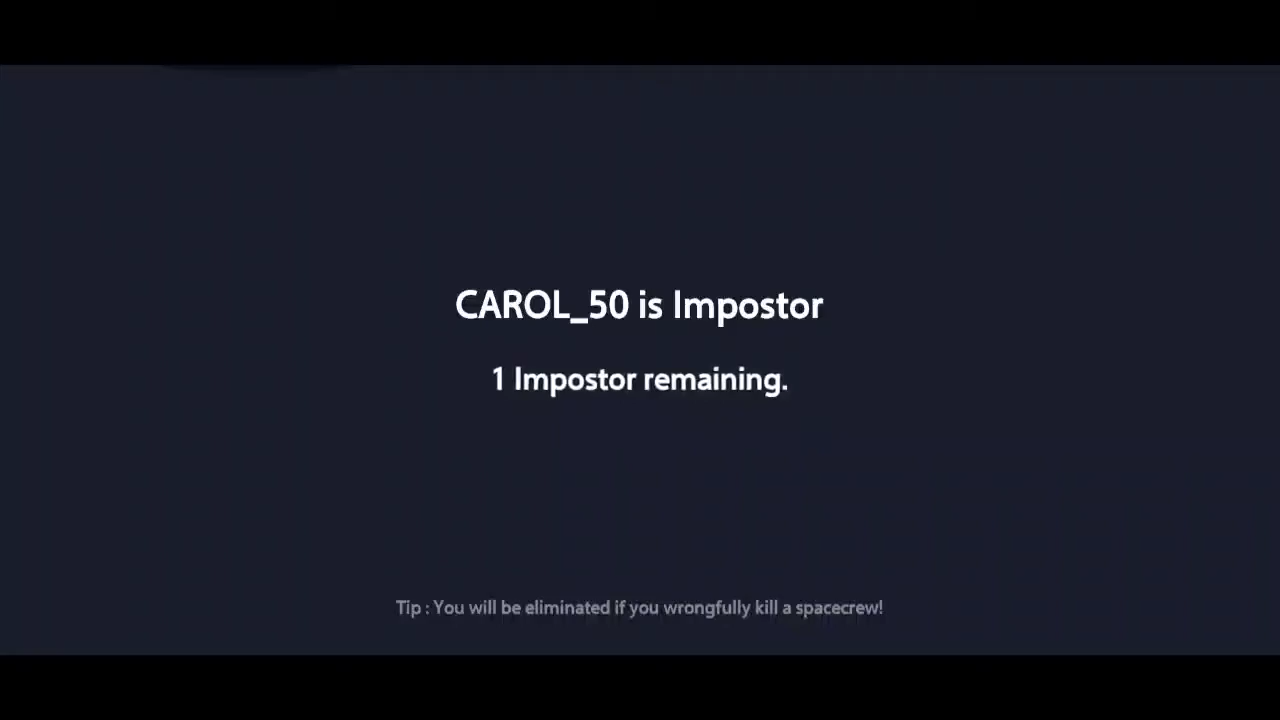 CAROL_50 is Impostor
1 Impostor remaining.
Tip : You will be eliminated if you wrongfully kill a spacecrew!